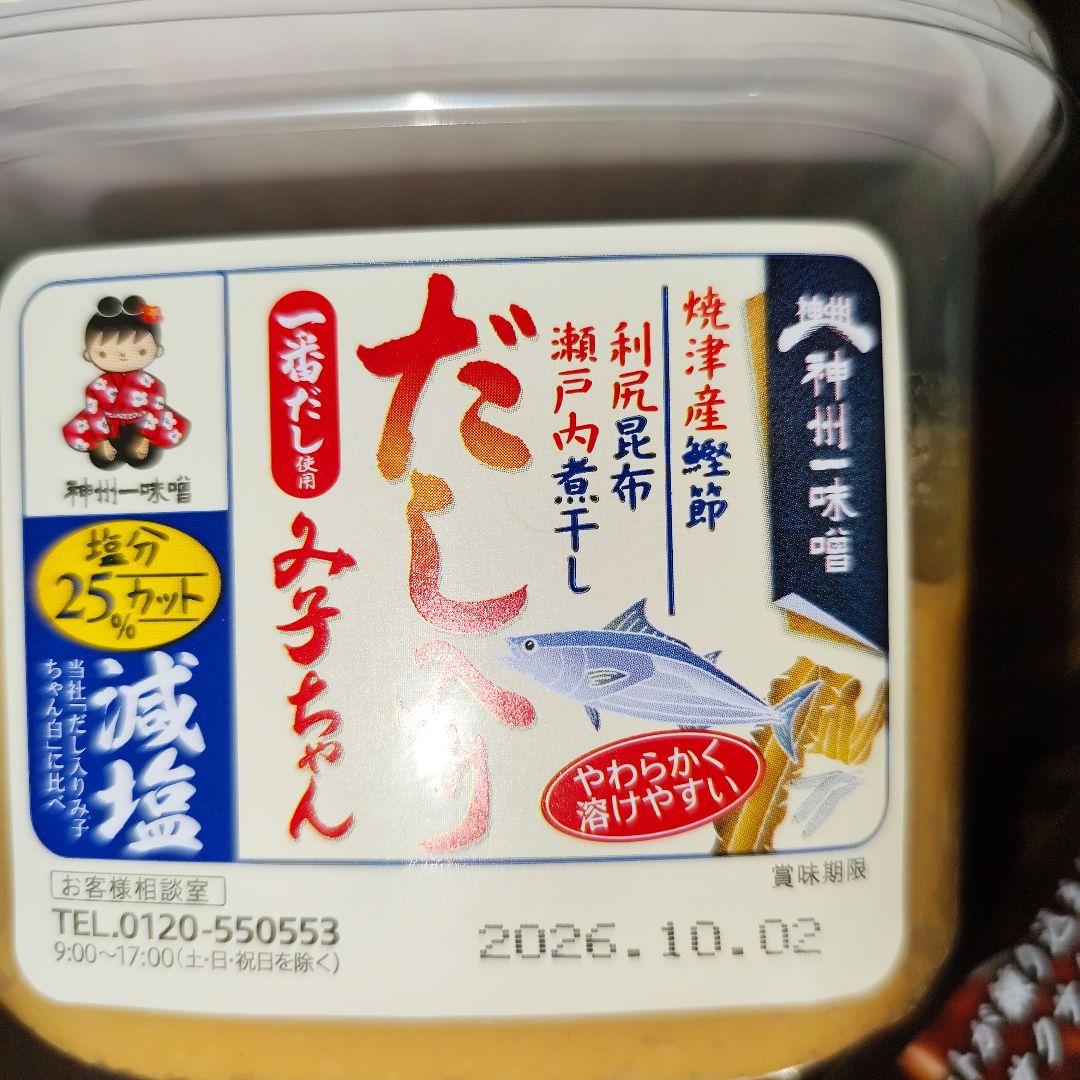 神州
神州一味噌
焼津産鰹節
利尻昆布
瀬戸内煮干し
だし入り
一番だし使用
み子ちゃん
やわらかく
溶けやすい
神州一味噌
塩分
25%カット
減塩
当社「だし入りみ子
ちゃん白」に比べ
賞味期限
2026.10.02
お客様相談室
TEL.0120-550553
9:00～17:00(土・日・祝日を除く)